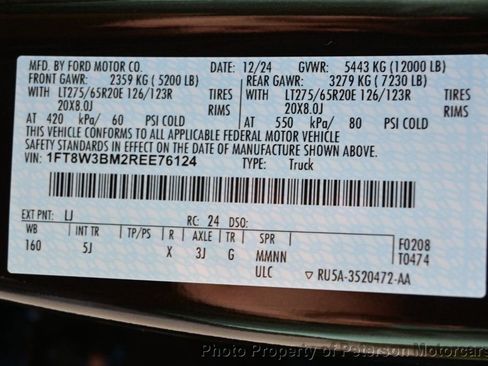 MFD. BY FORD MOTOR CO. DATE: 12/24 GVWR: 5443 KG (12000 LB)
FRONT GAWR: 2359 KG (5200 LB) REAR GAWR: 3279 KG (7230 LB)
WITH LT275/65R20E 126/123R TIRES WITH LT275/65R20E 126/123R TIRES
20X8.0J RIMS 20X8.0J RIMS
AT 420 kPa/ 60 PSI COLD AT 550 kPa/ 80 PSI COLD
THIS VEHICLE CONFORMS TO ALL APPLICABLE FEDERAL MOTOR VEHICLE
SAFETY STANDARDS IN EFFECT ON THE DATE OF MANUFACTURE SHOWN ABOVE.
VIN: 1FT8W3BM2REE76124 TYPE: Truck
EXT PNT: LJ RC: 24 DSO:
WB INT TR TP/PS R AXLE TR SPR F0208
160 5J X 3J G MMNN T0474
ULC ▽ RU5A-3520472-AA
Photo Property of Peterson Motorcars